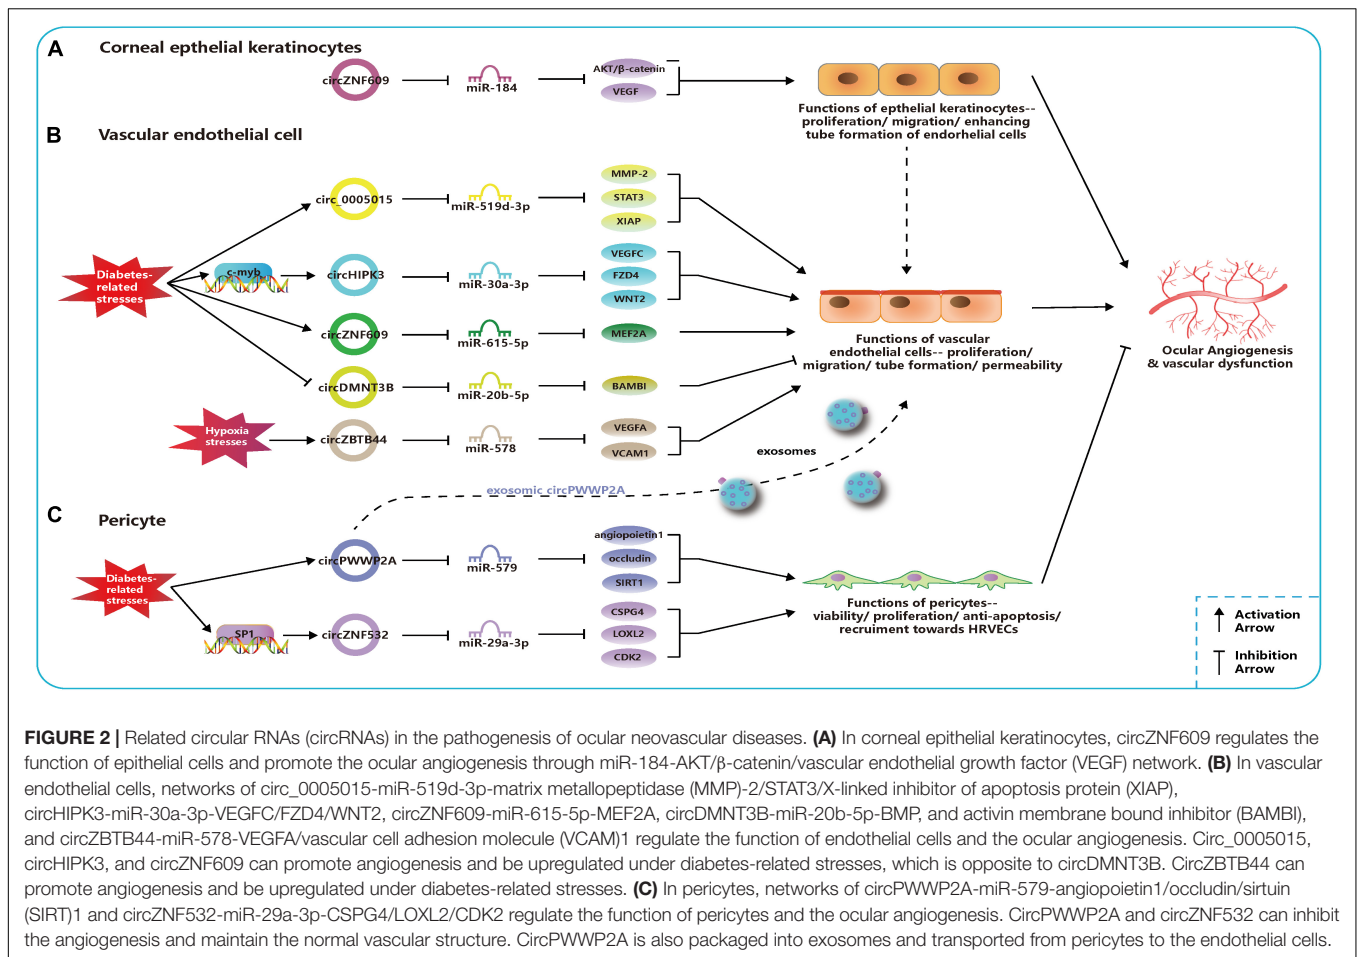 A Corneal epthelial keratinocytes
circZNF609
miR-184
AKT/β-catenin
VEGF
Functions of epthelial keratinocytes--
proliferation/ migration/ enhancing
tube formation of endorhelial cells
B Vascular endothelial cell
Diabetes-
related
stresses
circ_0005015
miR-519d-3p
MMP-2
STAT3
XIAP
c-myb
circHIPK3
miR-30a-3p
VEGFC
FZD4
WNT2
circZNF609
miR-615-5p
MEF2A
circDMNT3B
miR-20b-5p
BAMBI
Hypoxia
stresses
circZBTB44
miR-578
VEGFA
VCAM1
Functions of vascular
endothelial cells-- proliferation/
migration/ tube formation/ permeability
Ocular Angiogenesis
& vascular dysfunction
exosomes
exosomic circPWWP2A
C Pericyte
Diabetes-
related
stresses
circPWWP2A
miR-579
angiopoietin1
occludin
SIRT1
SP1
circZNF532
miR-29a-3p
CSPG4
LOXL2
CDK2
Functions of pericytes--
viability/ proliferation/ anti-apoptosis/
recruiment towards HRVECs
Activation
Arrow
Inhibition
Arrow
FIGURE 2 | Related circular RNAs (circRNAs) in the pathogenesis of ocular neovascular diseases. (A) In corneal epithelial keratinocytes, circZNF609 regulates the
function of epithelial cells and promote the ocular angiogenesis through miR-184-AKT/β-catenin/vascular endothelial growth factor (VEGF) network. (B) In vascular
endothelial cells, networks of circ_0005015-miR-519d-3p-matrix metallopeptidase (MMP)-2/STAT3/X-linked inhibitor of apoptosis protein (XIAP),
circHIPK3-miR-30a-3p-VEGFC/FZD4/WNT2, circZNF609-miR-615-5p-MEF2A, circDMNT3B-miR-20b-5p-BMP, and activin membrane bound inhibitor (BAMBI),
and circZBTB44-miR-578-VEGFA/vascular cell adhesion molecule (VCAM)1 regulate the function of endothelial cells and the ocular angiogenesis. Circ_0005015,
circHIPK3, and circZNF609 can promote angiogenesis and be upregulated under diabetes-related stresses, which is opposite to circDMNT3B. CircZBTB44 can
promote angiogenesis and be upregulated under diabetes-related stresses. (C) In pericytes, networks of circPWWP2A-miR-579-angiopoietin1/occludin/sirtuin
(SIRT)1 and circZNF532-miR-29a-3p-CSPG4/LOXL2/CDK2 regulate the function of pericytes and the ocular angiogenesis. CircPWWP2A and circZNF532 can inhibit
the angiogenesis and maintain the normal vascular structure. CircPWWP2A is also packaged into exosomes and transported from pericytes to the endothelial cells.